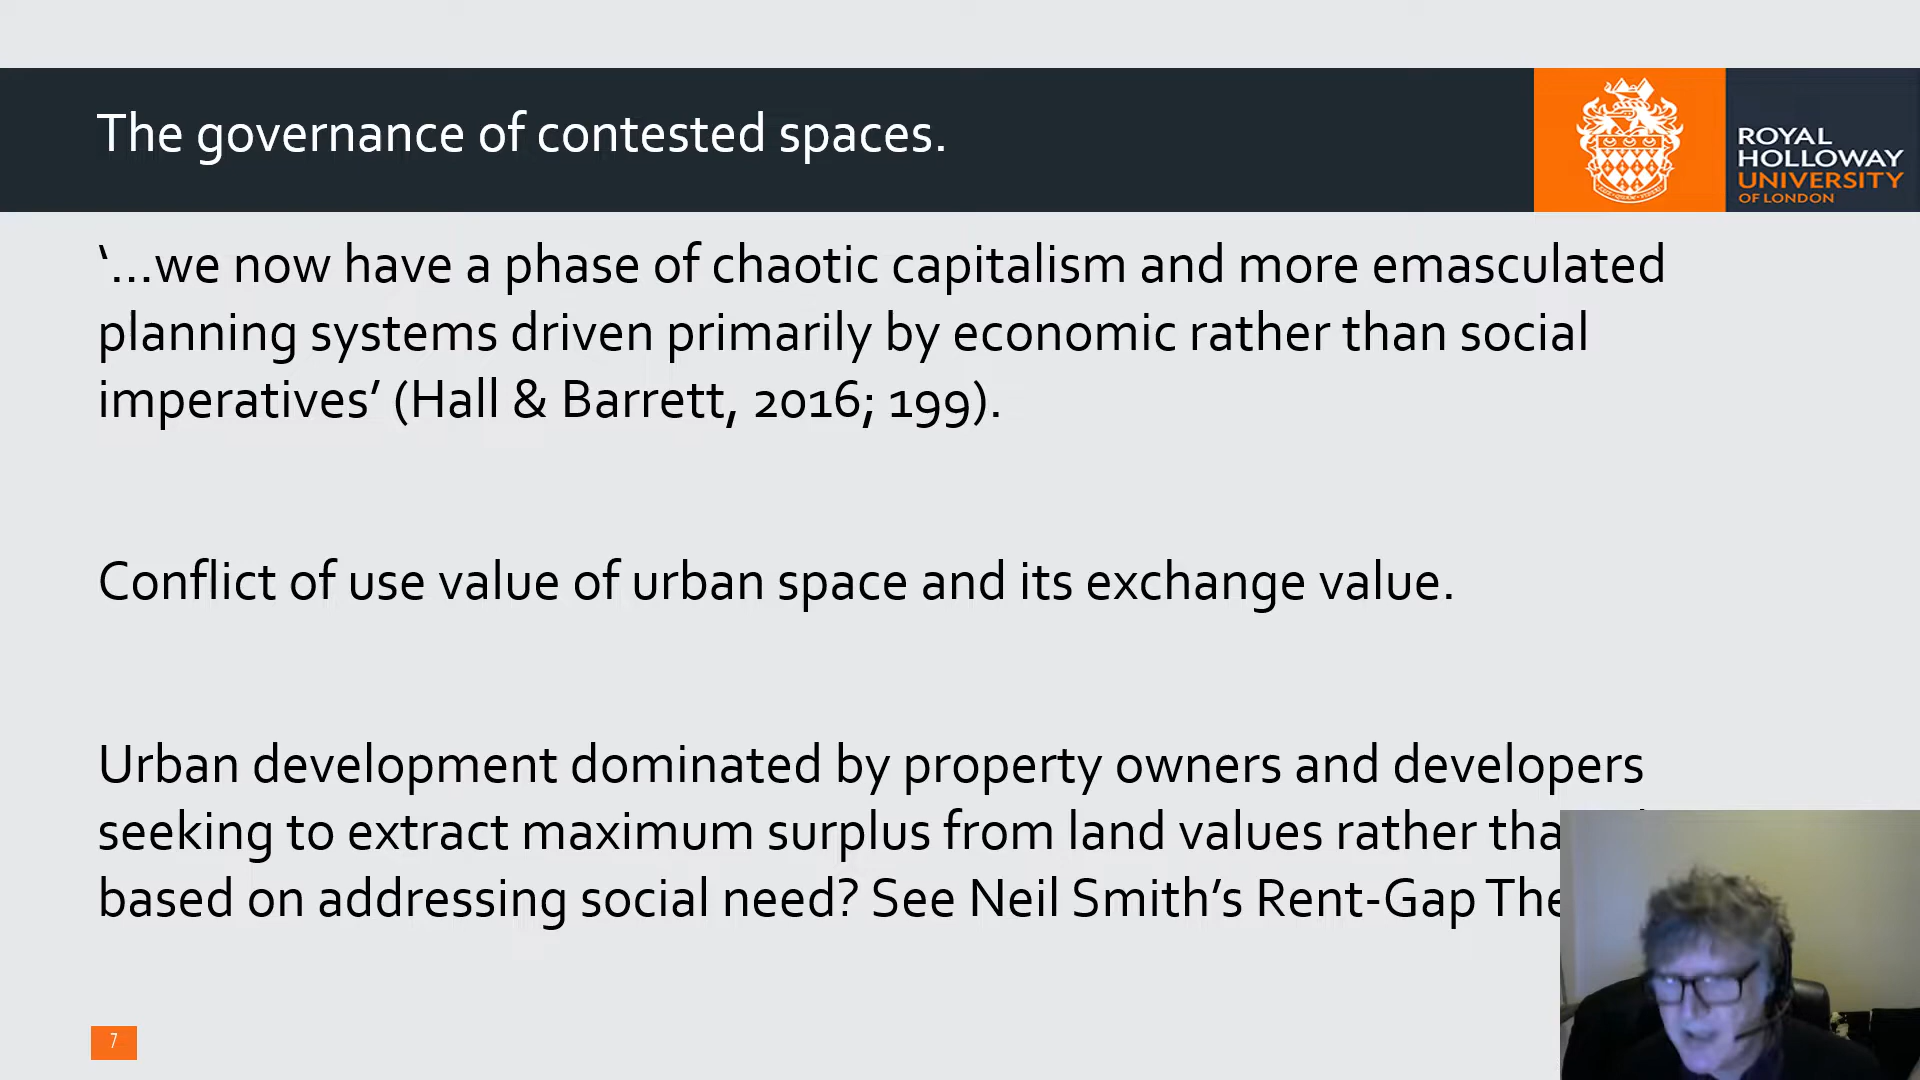 The governance of contested spaces.
ROYAL
HOLLOWAY
UNIVERSITY
OF LONDON
‘…we now have a phase of chaotic capitalism and more emasculated
planning systems driven primarily by economic rather than social
imperatives’ (Hall & Barrett, 2016; 199).
Conflict of use value of urban space and its exchange value.
Urban development dominated by property owners and developers
seeking to extract maximum surplus from land values rather
based on addressing social need? See Neil Smith’s Rent-Gap
7